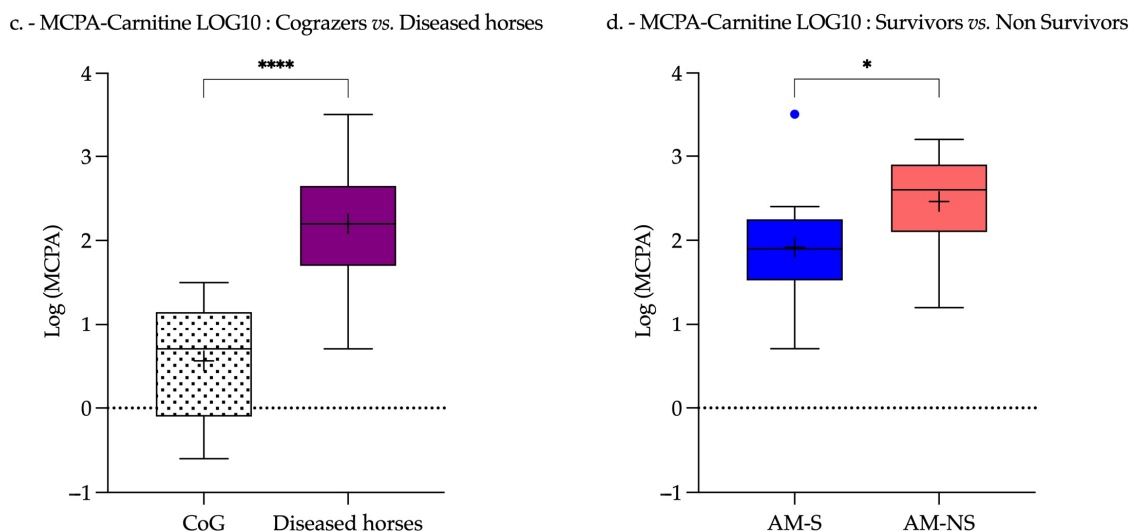 c. - MCPA-Carnitine LOG10 : Cograzers vs. Diseased horses
****
4
3
2
1
0
–1
Log (MCPA)
CoG
Diseased horses
d. - MCPA-Carnitine LOG10 : Survivors vs. Non Survivors
*
4
3
2
1
0
–1
Log (MCPA)
AM-S
AM-NS